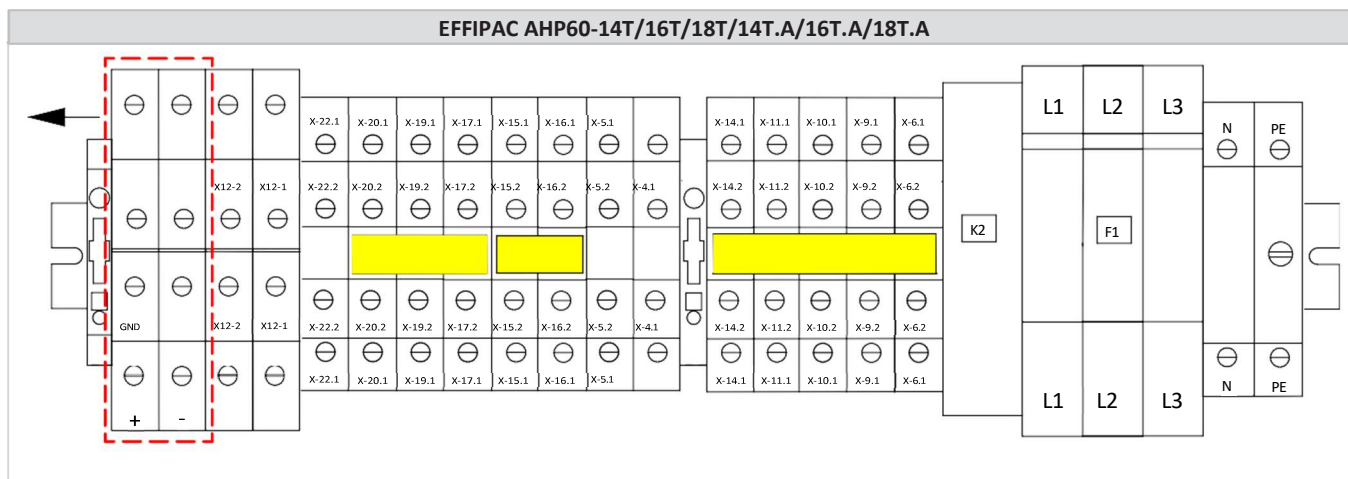 EFFIPAC AHP60-14T/16T/18T/14T.A/16T.A/18T.A
L1 L2 L3
X-22.1 X-20.1 X-19.1 X-17.1 X-15.1 X-16.1 X-5.1 X-14.1 X-11.1 X-10.1 X-9.1 X-6.1
N PE
X12-2 X12-1 X-22.2 X-20.2 X-19.2 X-17.2 X-15.2 X-16.2 X-5.2 X-4.1 X-14.2 X-11.2 X-10.2 X-9.2 X-6.2
K2 F1
GND X12-2 X12-1 X-22.2 X-20.2 X-19.2 X-17.2 X-15.2 X-16.2 X-5.2 X-4.1 X-14.2 X-11.2 X-10.2 X-9.2 X-6.2
X-22.1 X-20.1 X-19.1 X-17.1 X-15.1 X-16.1 X-5.1 X-14.1 X-11.1 X-10.1 X-9.1 X-6.1
N PE
L1 L2 L3
+ -